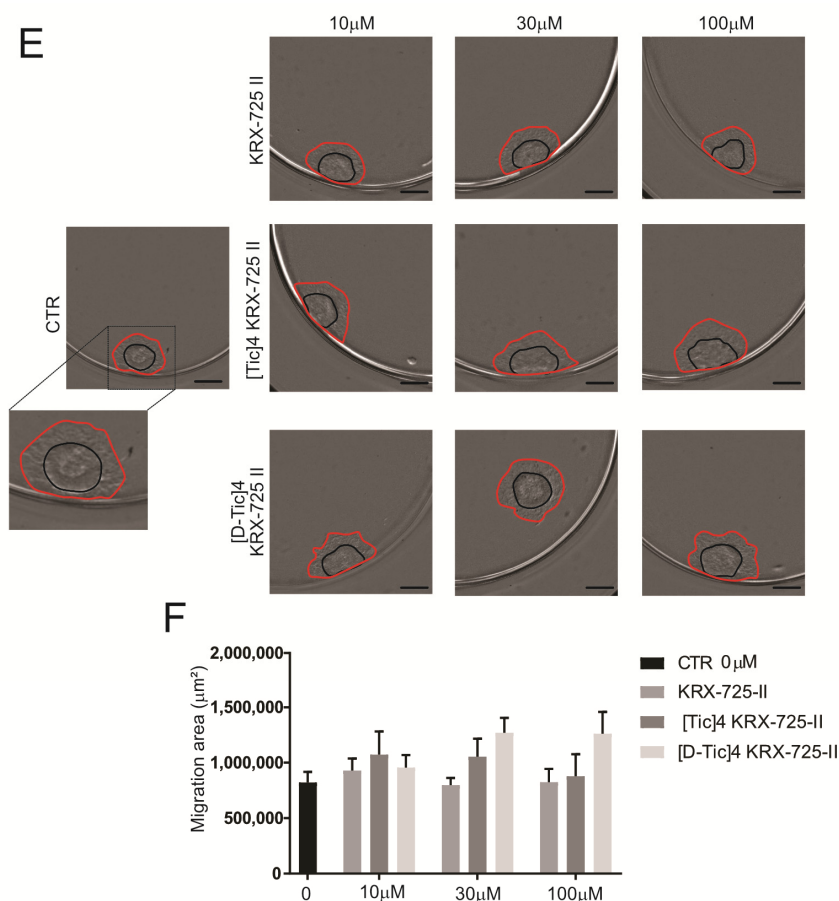 E
10µM 30µM 100µM
KRX-725 II
CTR
[Tic]4 KRX-725 II
[D-Tic]4
KRX-725 II
F
Migration area (µm²)
2,000,000
1,500,000
1,000,000
500,000
0
0 10µM 30µM 100µM
CTR 0µM
KRX-725-II
[Tic]4 KRX-725-II
[D-Tic]4 KRX-725-II